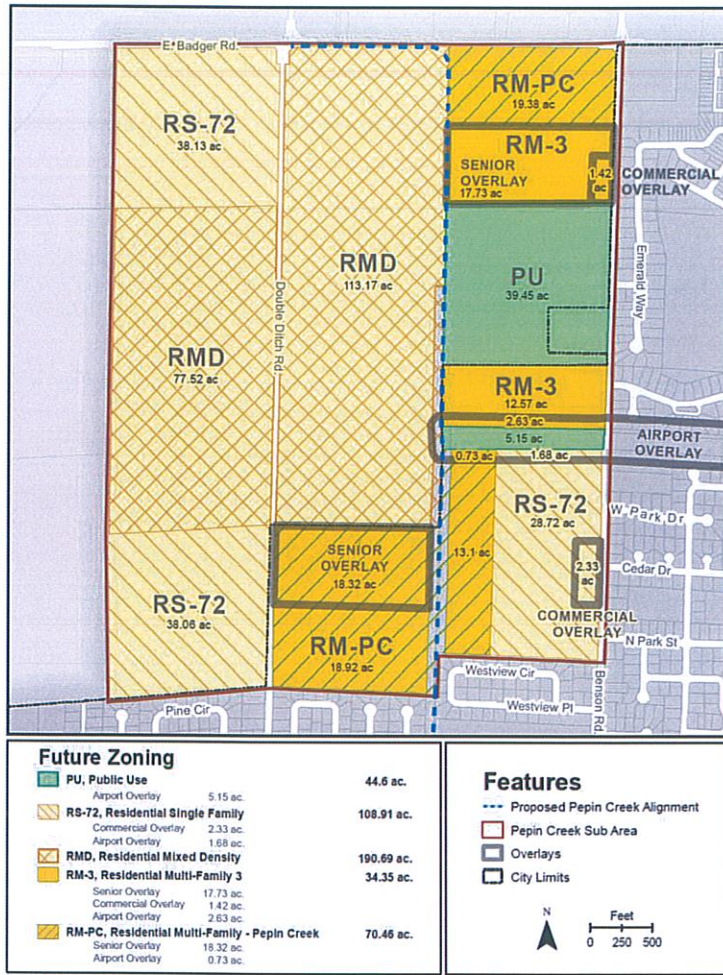 E. Badger Rd.
RS-72
38.13 ac
RM-PC
19.38 ac
RM-3
SENIOR
OVERLAY
17.73 ac
1.42
ac
COMMERCIAL
OVERLAY
Emerald Way
RMD
113.17 ac
PU
39.45 ac
Double Ditch Rd.
RMD
77.52 ac
RM-3
12.57 ac
2.63 ac
5.15 ac
AIRPORT
OVERLAY
0.73 ac
1.68 ac
RS-72
28.72 ac
W Park Dr
13.1 ac
SENIOR
OVERLAY
18.32 ac
2.33
ac
Cedar Dr
COMMERCIAL
OVERLAY
RS-72
38.06 ac
RM-PC
18.92 ac
N Park St
Westview Cir
Westview Pl
Benson Rd.
Pine Cir
Future Zoning
PU, Public Use 44.6 ac.
Airport Overlay 5.15 ac.
RS-72, Residential Single Family 108.91 ac.
Commercial Overlay 2.33 ac.
Airport Overlay 1.68 ac.
RMD, Residential Mixed Density 190.69 ac.
RM-3, Residential Multi-Family 3 34.35 ac.
Senior Overlay 17.73 ac.
Commercial Overlay 1.42 ac.
Airport Overlay 2.63 ac.
RM-PC, Residential Multi-Family - Pepin Creek 70.46 ac.
Senior Overlay 18.32 ac.
Airport Overlay 0.73 ac.
Features
Proposed Pepin Creek Alignment
Pepin Creek Sub Area
Overlays
City Limits
N
Feet
0 250 500